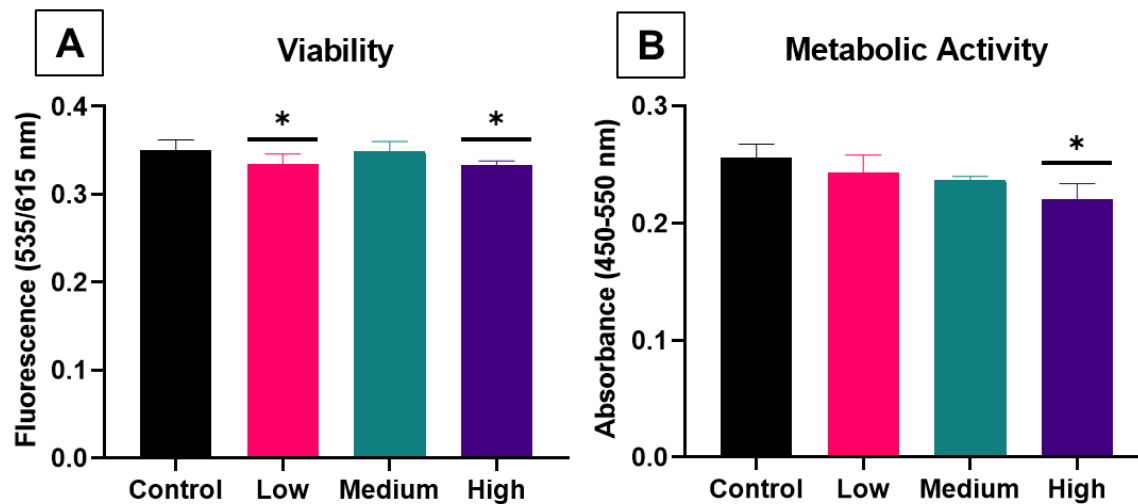 A
Viability
Fluorescence (535/615 nm)
0.4
0.3
0.2
0.1
0.0
*
*
Control
Low
Medium
High
B
Metabolic Activity
Absorbance (450-550 nm)
0.3
0.2
0.1
0.0
*
Control
Low
Medium
High